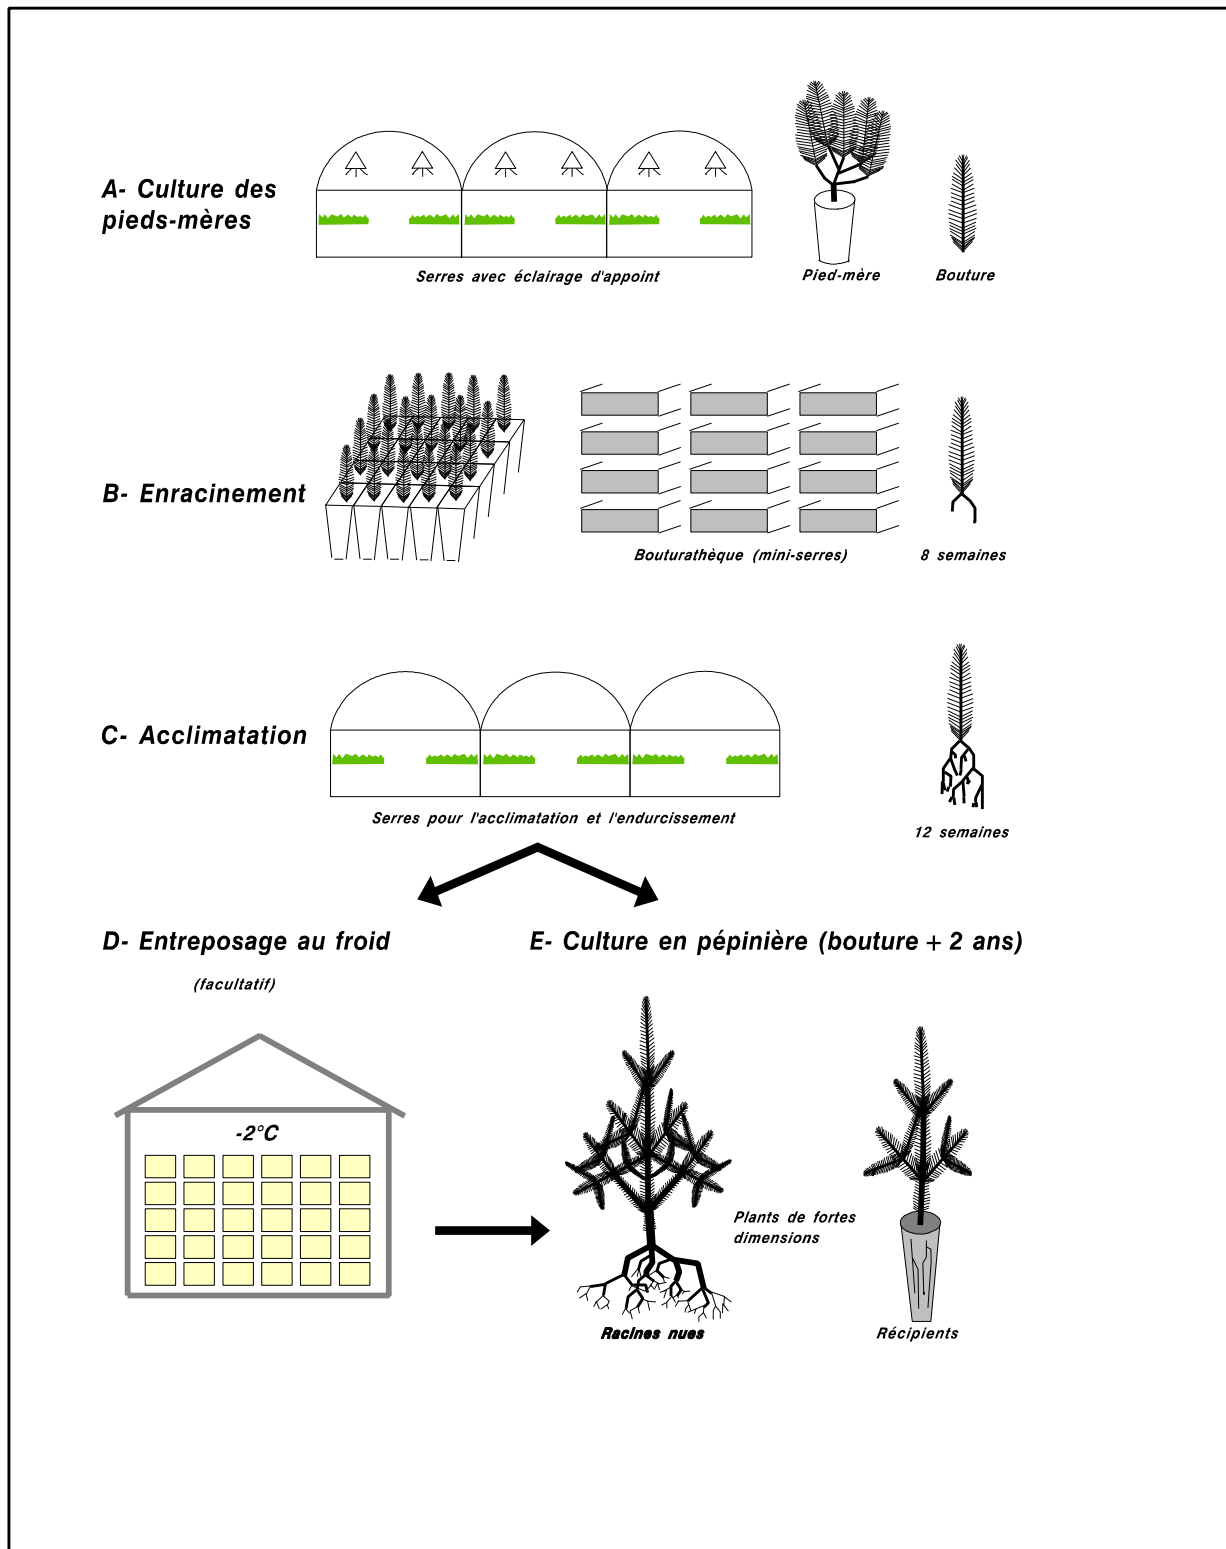 A- Culture des
pieds-mères
Serres avec éclairage d'appoint
Pied-mère
Bouture
B- Enracinement
Bouturathèque (mini-serres)
8 semaines
C- Acclimatation
Serres pour l'acclimatation et l'endurcissement
12 semaines
D- Entreposage au froid
(facultatif)
E- Culture en pépinière (bouture + 2 ans)
-2°C
Plants de fortes
dimensions
Racines nues
Récipients